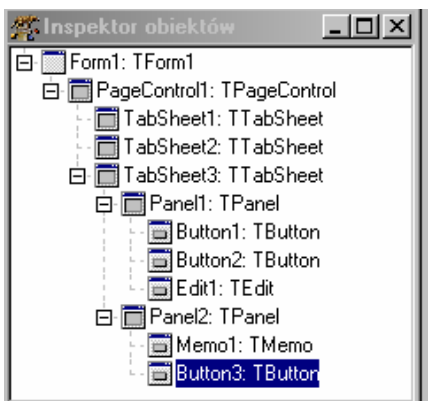 Inspektor obiektów
Form1: TForm1
PageControl1: TPageControl
TabSheet1: TTabSheet
TabSheet2: TTabSheet
TabSheet3: TTabSheet
Panel1: TPanel
Button1: TButton
Button2: TButton
Edit1: TEdit
Panel2: TPanel
Memo1: TMemo
Button3: TButton